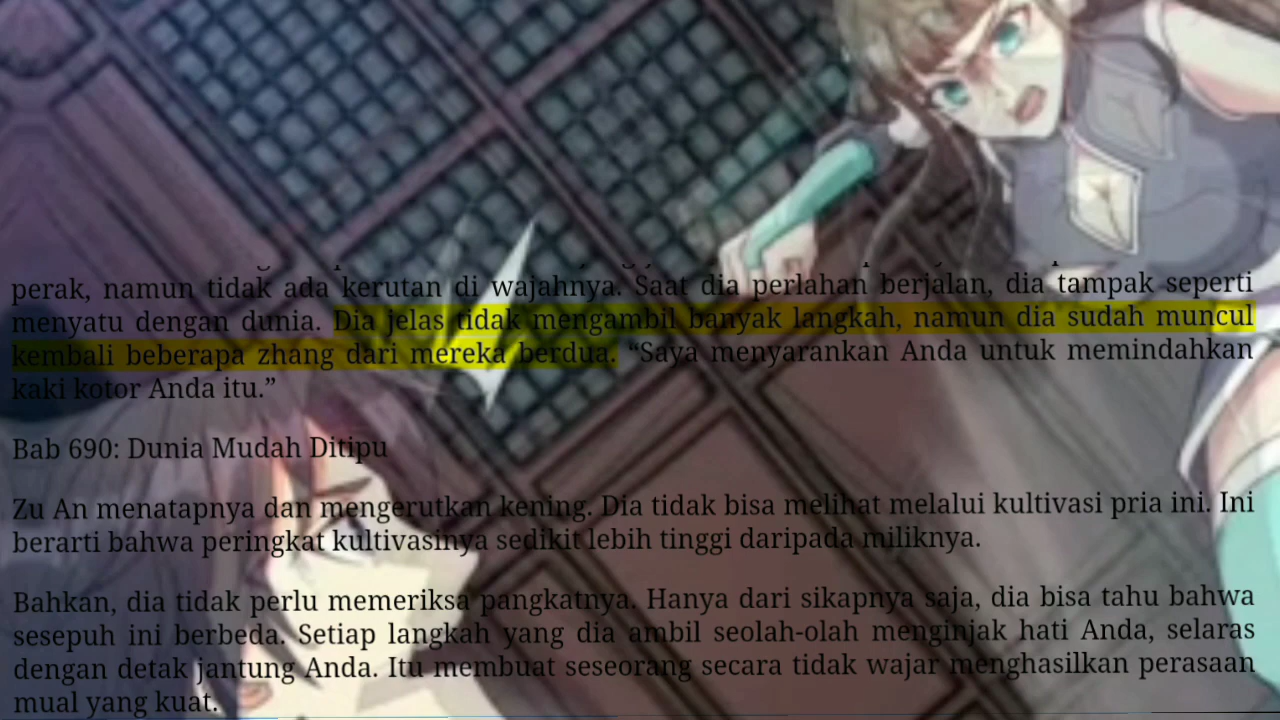 perak, namun tidak ada kerutan di wajahnya. Saat dia perlahan berjalan, dia tampak seperti
menyatu dengan dunia. Dia jelas tidak mengambil banyak langkah, namun dia sudah muncul
kembali beberapa zhang dari mereka berdua. “Saya menyarankan Anda untuk memindahkan
kaki kotor Anda itu.”
Bab 690: Dunia Mudah Ditipu
Zu An menatapnya dan mengerutkan kening. Dia tidak bisa melihat melalui kultivasi pria ini. Ini
berarti bahwa peringkat kultivasinya sedikit lebih tinggi daripada miliknya.
Bahkan, dia tidak perlu memeriksa pangkatnya. Hanya dari sikapnya saja, dia bisa tahu bahwa
sesepuh ini berbeda. Setiap langkah yang dia ambil seolah-olah menginjak hati Anda, selaras
dengan detak jantung Anda. Itu membuat seseorang secara tidak wajar menghasilkan perasaan
mual yang kuat.